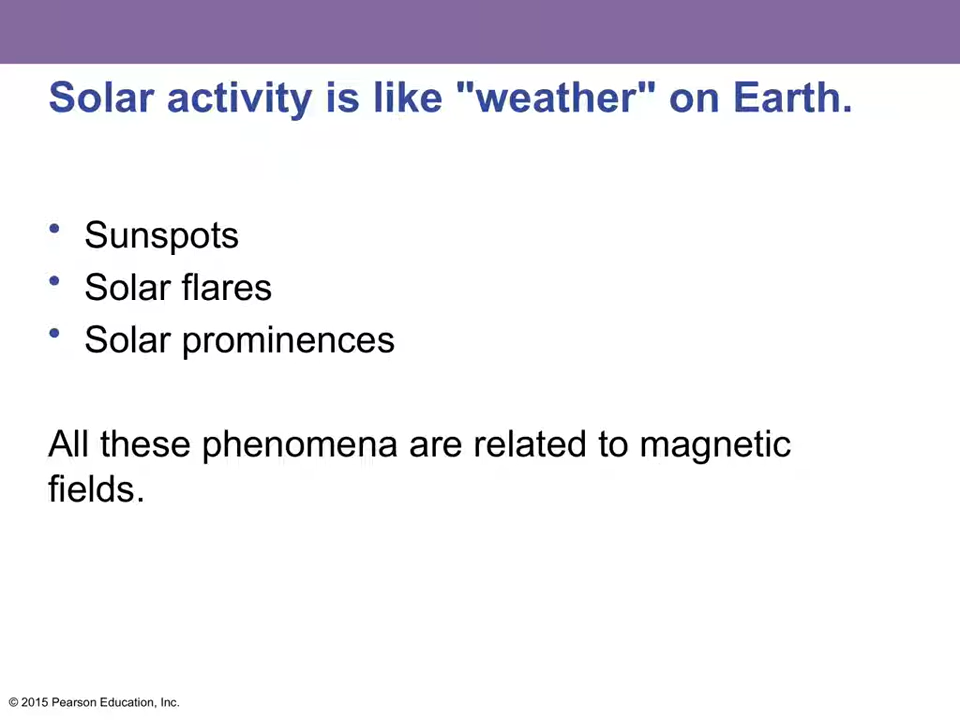 Solar activity is like "weather" on Earth.
• Sunspots
• Solar flares
• Solar prominences
All these phenomena are related to magnetic
fields.
© 2015 Pearson Education, Inc.